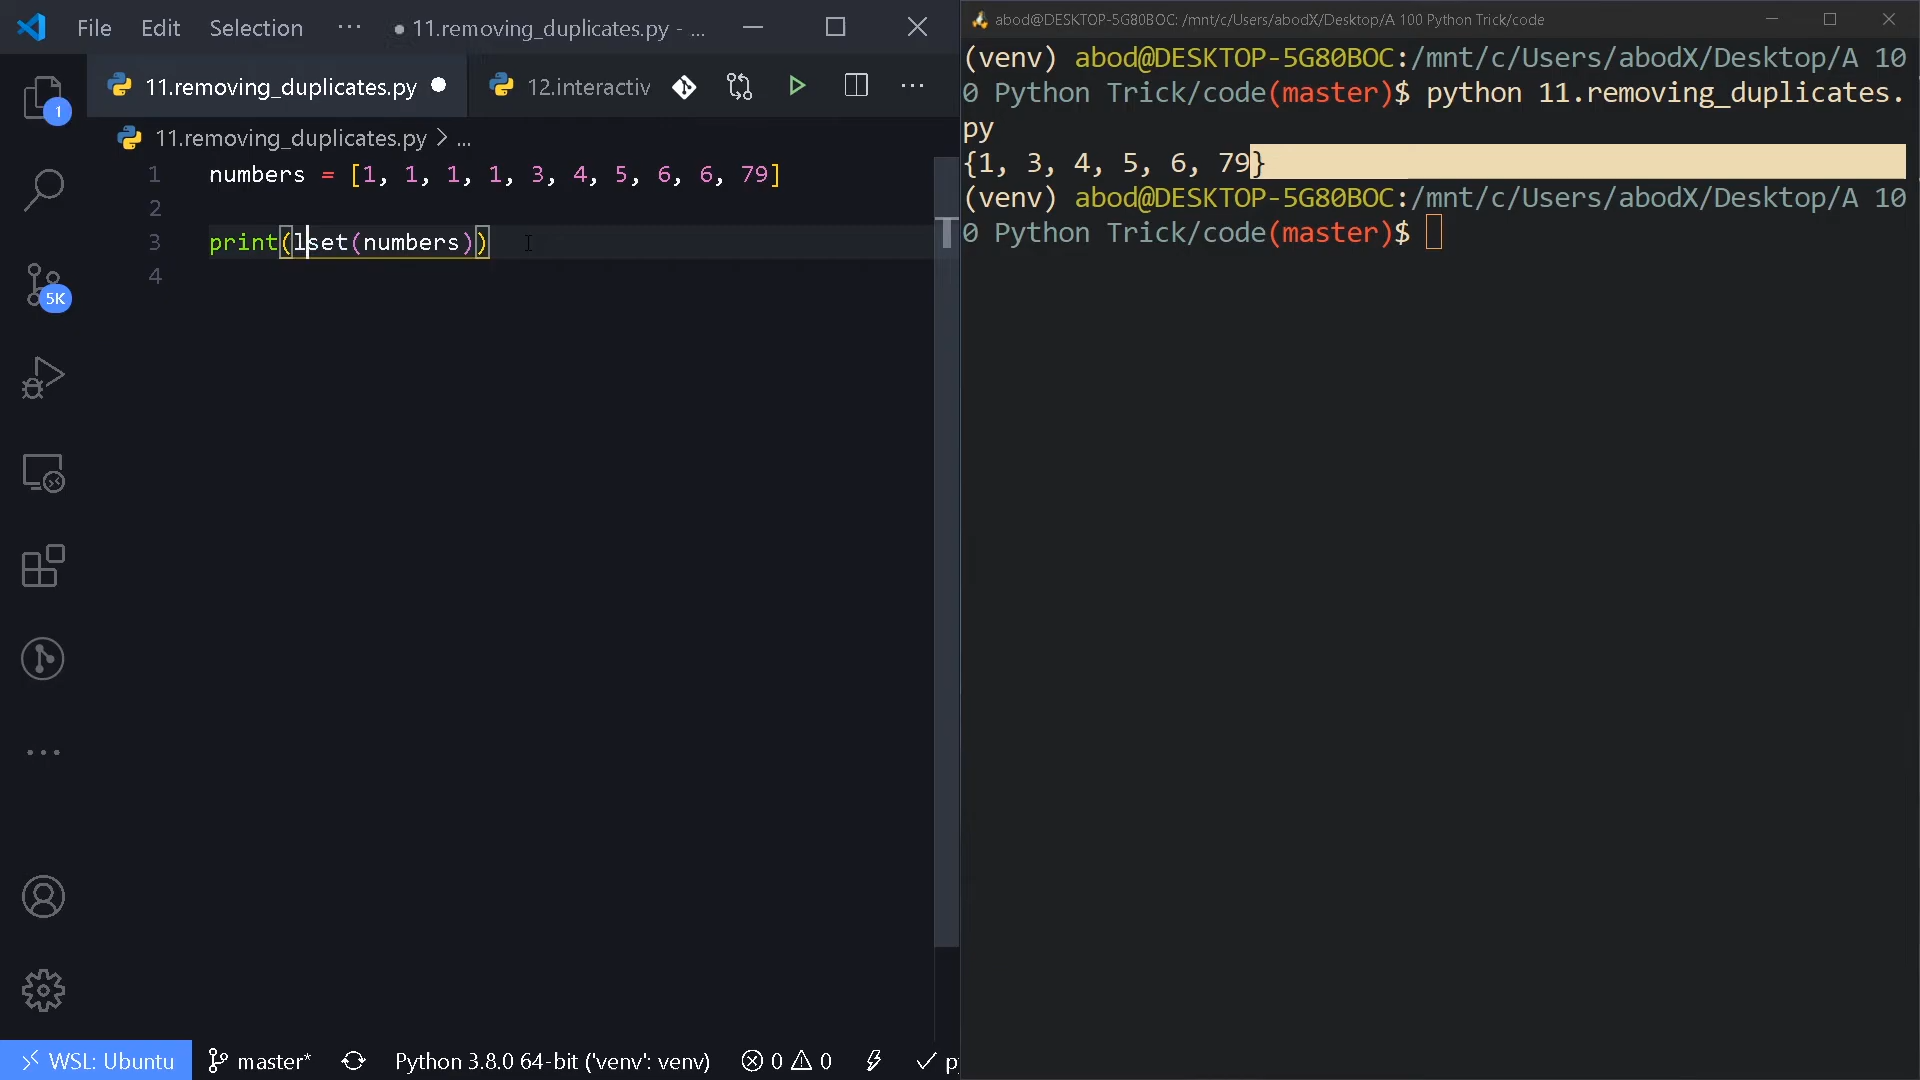 File Edit Selection ··· ● 11.removing_duplicates.py - ...
11.removing_duplicates.py ● 12.interactiv
11.removing_duplicates.py > ...
1 numbers = [1, 1, 1, 1, 3, 4, 5, 6, 6, 79]
2
3 print(lset(numbers))
4
1
5K
WSL: Ubuntu master* Python 3.8.0 64-bit ('venv': venv) 0 0 p
abod@DESKTOP-5G80BOC: /mnt/c/Users/abodX/Desktop/A 100 Python Trick/code
(venv) abod@DESKTOP-5G80BOC:/mnt/c/Users/abodX/Desktop/A 10
0 Python Trick/code(master)$ python 11.removing_duplicates.
py
{1, 3, 4, 5, 6, 79}
(venv) abod@DESKTOP-5G80BOC:/mnt/c/Users/abodX/Desktop/A 10
0 Python Trick/code(master)$